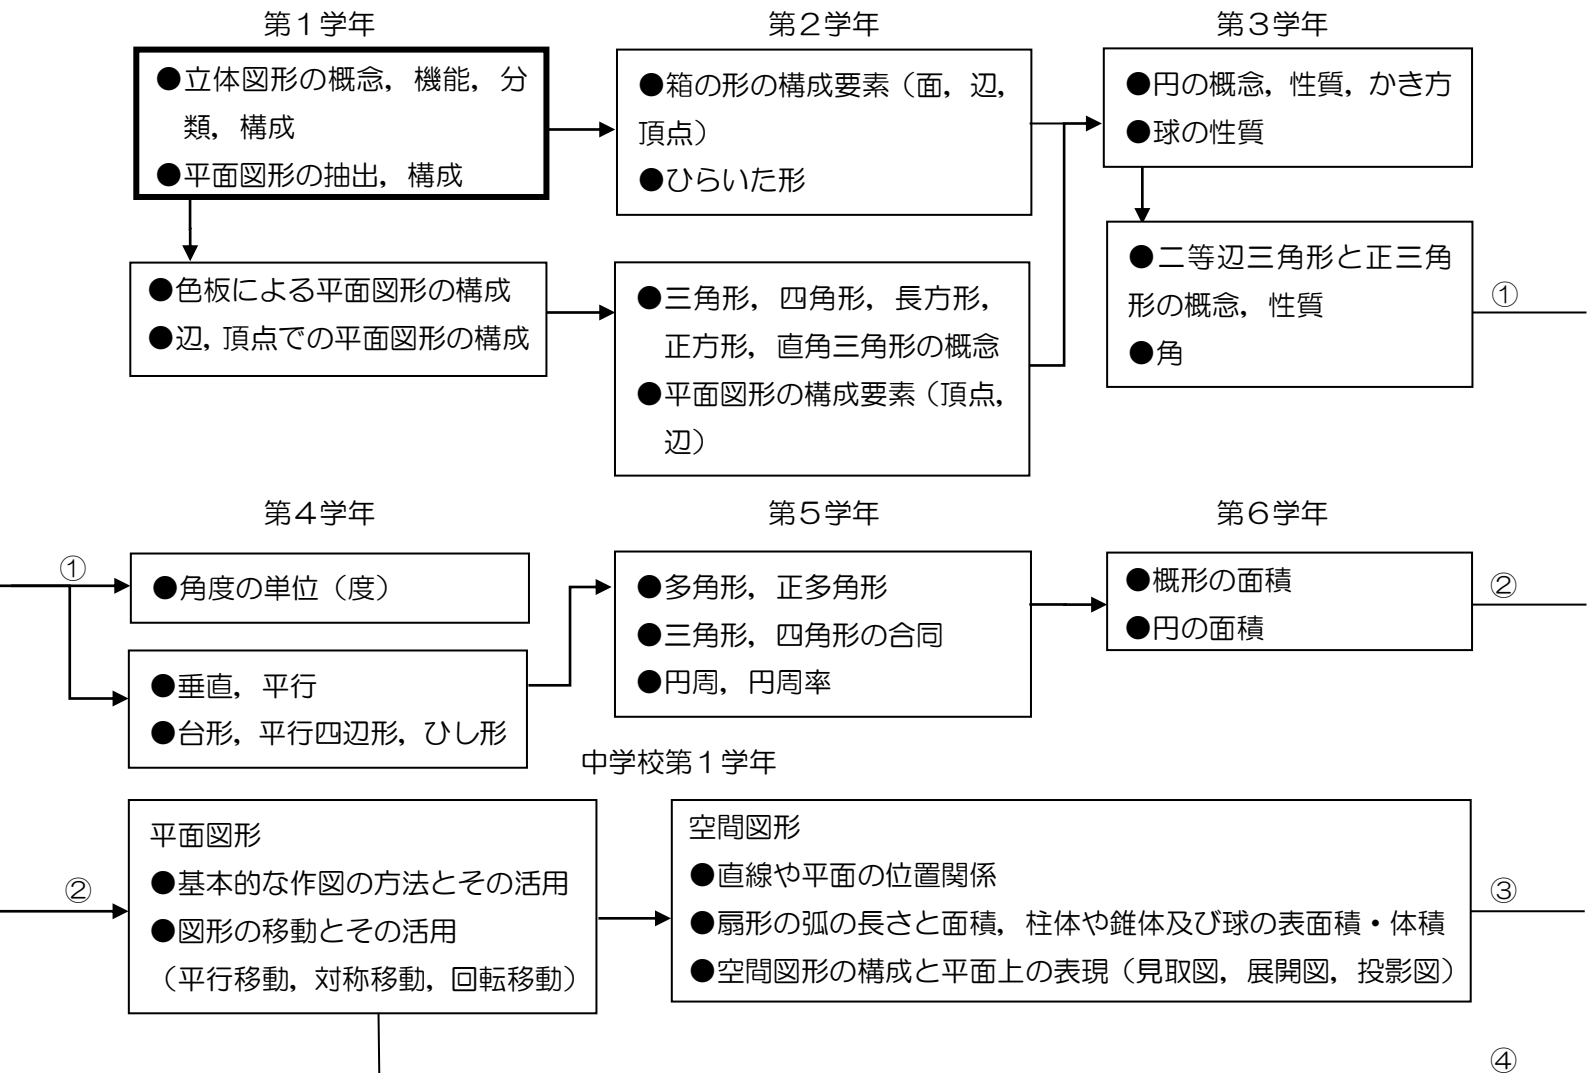 第１学年
●立体図形の概念，機能，分
類，構成
●平面図形の抽出，構成
●色板による平面図形の構成
●辺，頂点での平面図形の構成
第２学年
●箱の形の構成要素（面，辺，
頂点）
●ひらいた形
●三角形，四角形，長方形，
正方形，直角三角形の概念
●平面図形の構成要素（頂点，
辺）
第３学年
●円の概念，性質，かき方
●球の性質
●二等辺三角形と正三角
形の概念，性質
●角
①
第４学年
①
●角度の単位（度）
●垂直，平行
●台形，平行四辺形，ひし形
第５学年
●多角形，正多角形
●三角形，四角形の合同
●円周，円周率
第６学年
●概形の面積
●円の面積
②
中学校第１学年
②
平面図形
●基本的な作図の方法とその活用
●図形の移動とその活用
（平行移動，対称移動，回転移動）
空間図形
●直線や平面の位置関係
●扇形の弧の長さと面積，柱体や錐体及び球の表面積・体積
●空間図形の構成と平面上の表現（見取図，展開図，投影図）
③
④